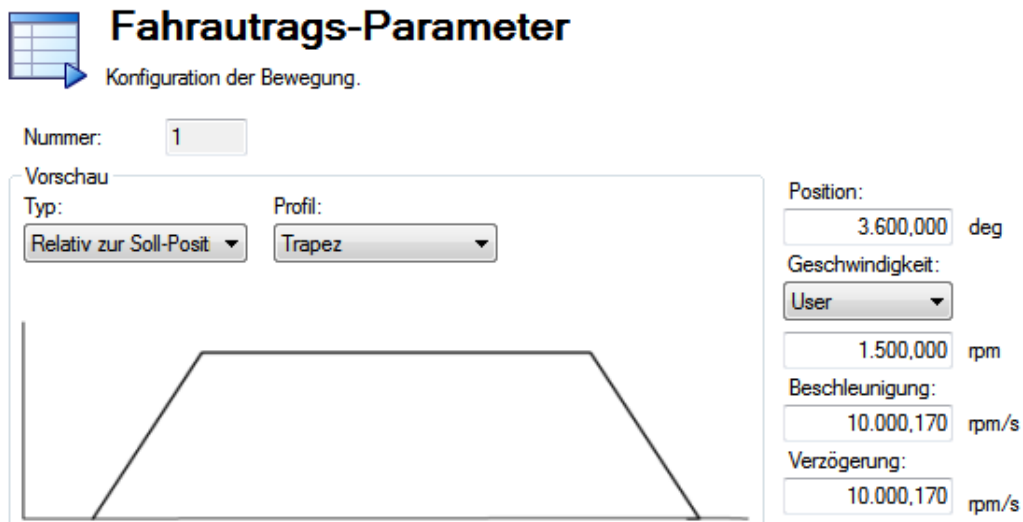 Fahrautrags-Parameter
Konfiguration der Bewegung.
Nummer: 1
Vorschau
Typ: Profil:
Relativ zur Soll-Posit Trapez
Position:
3.600,000 deg
Geschwindigkeit:
User
1.500,000 rpm
Beschleunigung:
10.000,170 rpm/s
Verzögerung:
10.000,170 rpm/s